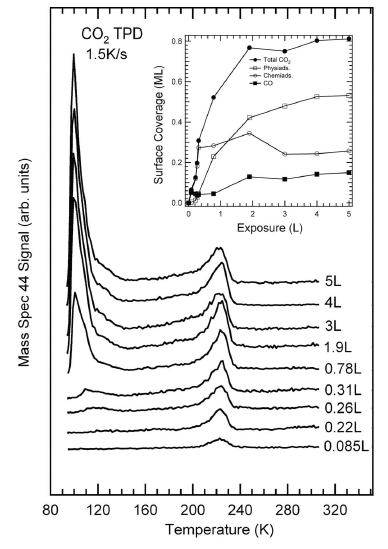 CO₂ TPD
1.5K/s
Mass Spec 44 Signal (arb. units)
Surface Coverage (ML)
0.8
0.6
0.4
0.2
0.0
Total CO₂
Physiads.
Chemiads.
CO
0 1 2 3 4 5
Exposure (L)
5L
4L
3L
1.9L
0.78L
0.31L
0.26L
0.22L
0.085L
80 120 160 200 240 280 320
Temperature (K)